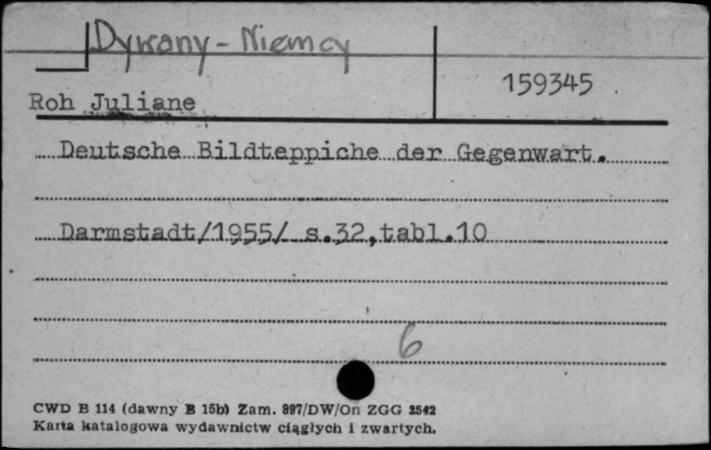 Dywany - Niemcy
159345
Roh Juliane
Deutsche Bildteppiche der Gegenwart.
Darmstadt/1955/ s.32,tabl.10
6
CWD B 114 (dawny B 15b) Zam. 897/DW/On ZGG 2542
Karta katalogowa wydawnictw ciągłych i zwartych.